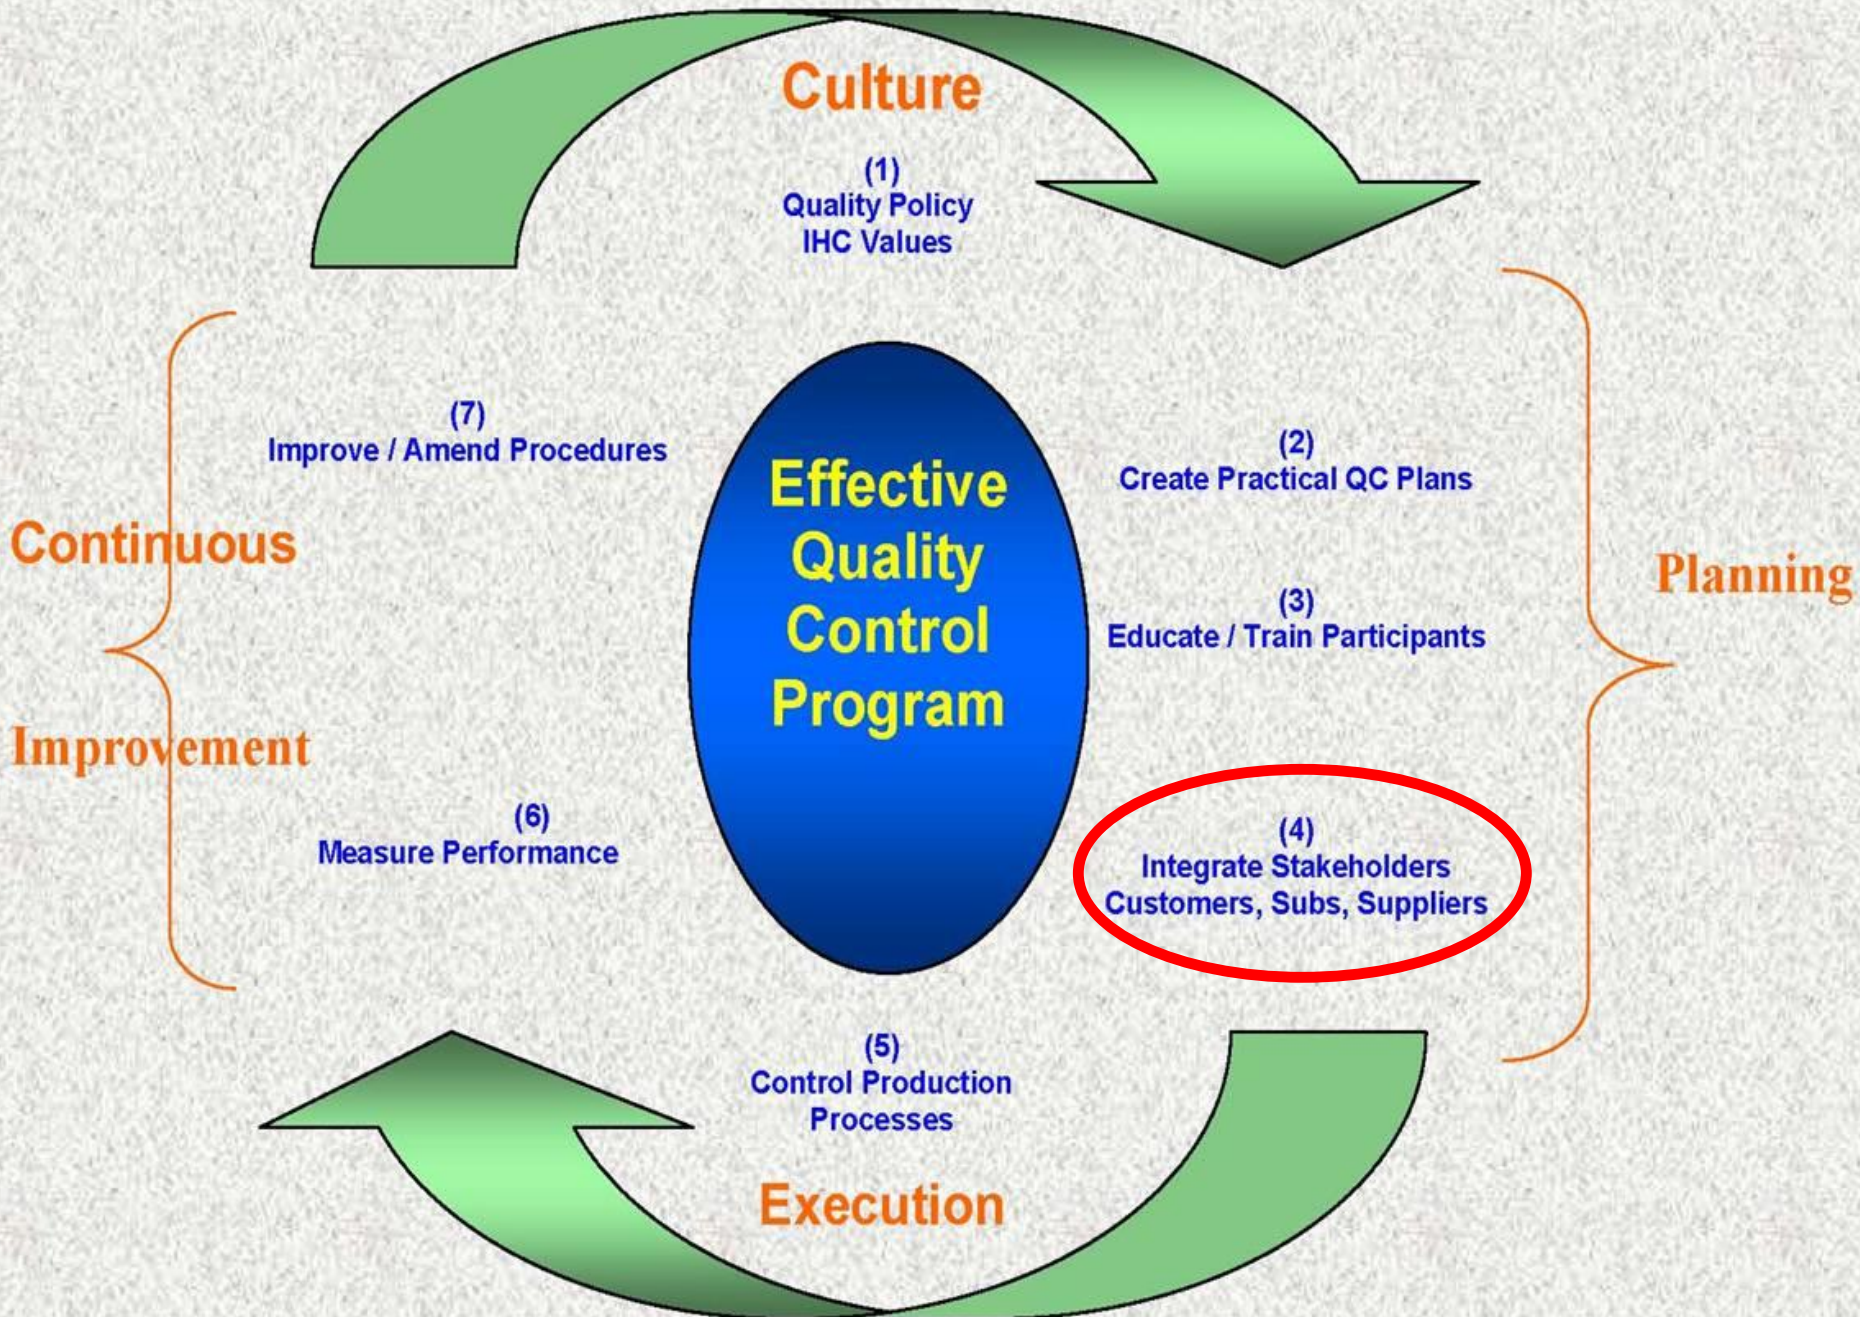 Culture
(1)
Quality Policy
IHC Values
(7)
Improve / Amend Procedures
Continuous
Improvement
(6)
Measure Performance
Effective
Quality
Control
Program
(2)
Create Practical QC Plans
(3)
Educate / Train Participants
Planning
(4)
Integrate Stakeholders
Customers, Subs, Suppliers
(5)
Control Production
Processes
Execution